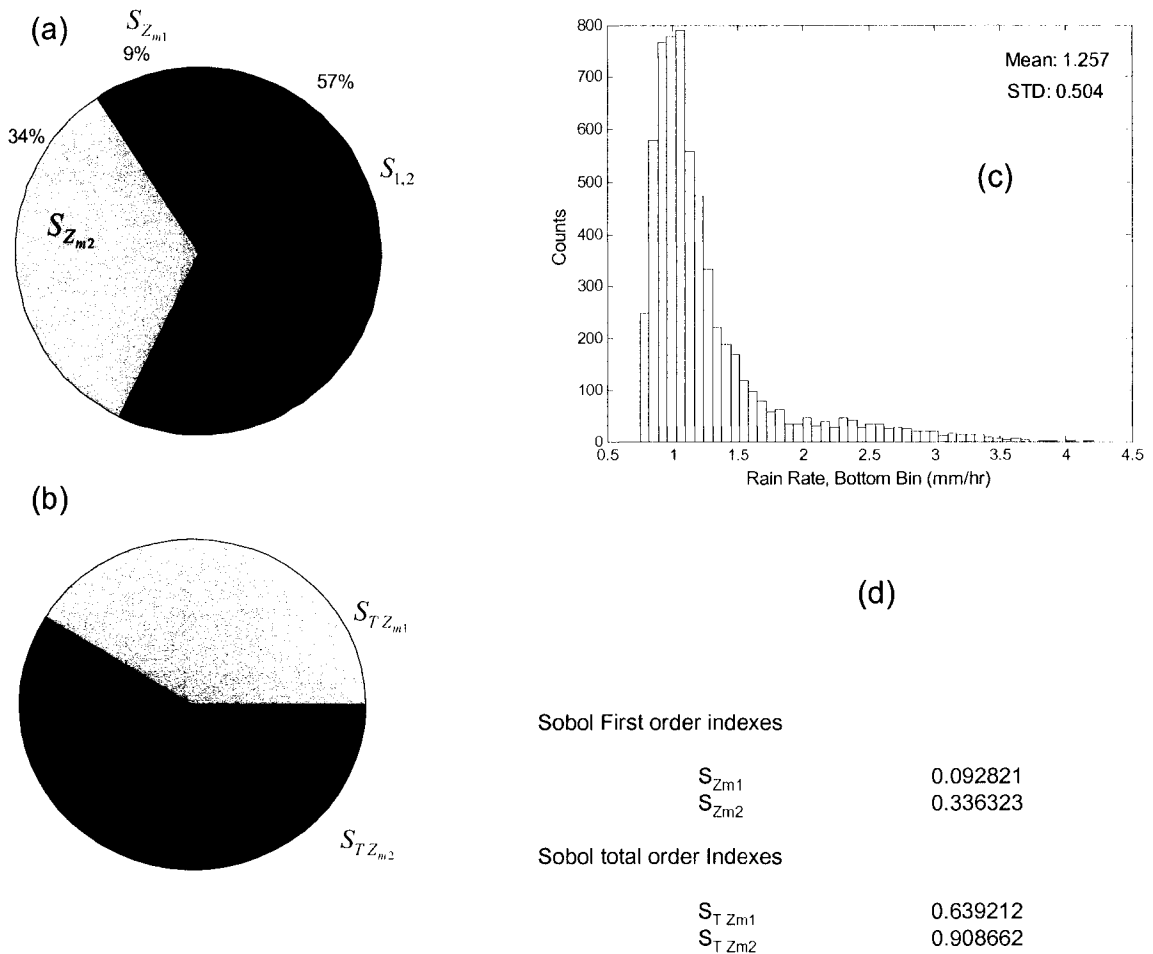 (a)
S_{Z_{m1}}
9%
57%
34%
S_{1,2}
S_{Z_{m2}}
(b)
S_{T Z_{m1}}
S_{T Z_{m2}}
800
700
600
500
400
300
200
100
0
Counts
0.5 1 1.5 2 2.5 3 3.5 4 4.5
Rain Rate, Bottom Bin (mm/hr)
Mean: 1.257
STD: 0.504
(c)
(d)
Sobol First order indexes
S_{Zm1} 0.092821
S_{Zm2} 0.336323
Sobol total order Indexes
S_{T Zm1} 0.639212
S_{T Zm2} 0.908662